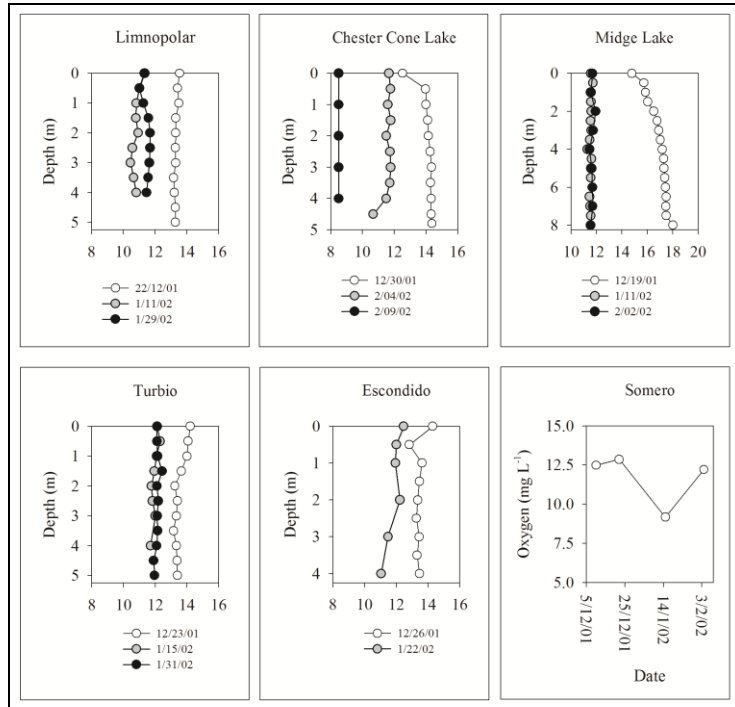 Limnopolar
Depth (m)
0
1
2
3
4
5
8 10 12 14 16
22/12/01
1/11/02
1/29/02
Chester Cone Lake
Depth (m)
0
1
2
3
4
5
8 10 12 14 16
12/30/01
2/04/02
2/09/02
Midge Lake
Depth (m)
0
2
4
6
8
10 12 14 16 18 20
12/19/01
1/11/02
2/02/02
Turbio
Depth (m)
0
1
2
3
4
5
8 10 12 14 16
12/23/01
1/15/02
1/31/02
Escondido
Depth (m)
0
1
2
3
4
8 10 12 14 16
12/26/01
1/22/02
Somero
Oxygen (mg L⁻¹)
15.0
12.5
10.0
7.5
5.0
5/12/01
25/12/01
14/1/02
3/2/02
Date